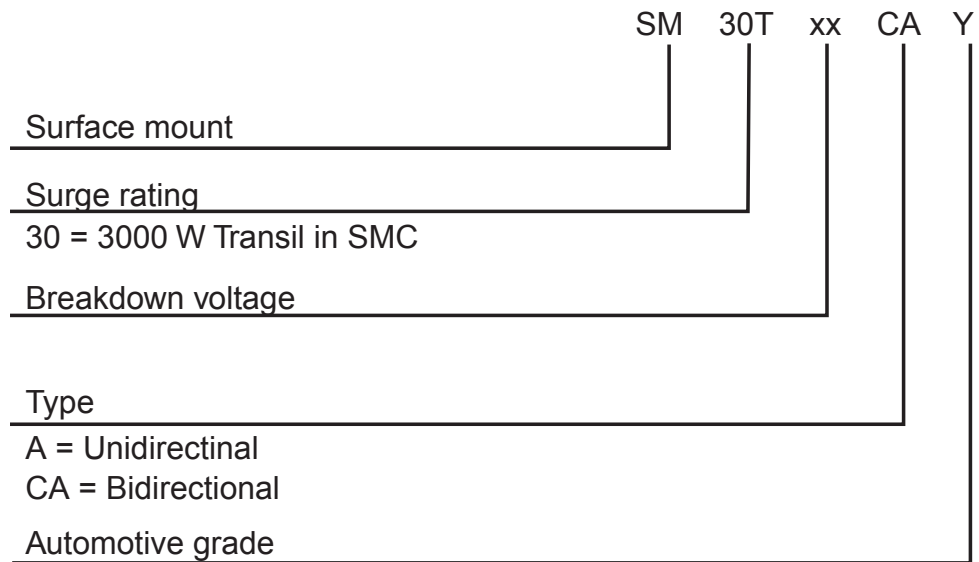 SM 30T xx CA Y
Surface mount
Surge rating
30 = 3000 W Transil in SMC
Breakdown voltage
Type
A = Unidirectinal
CA = Bidirectional
Automotive grade